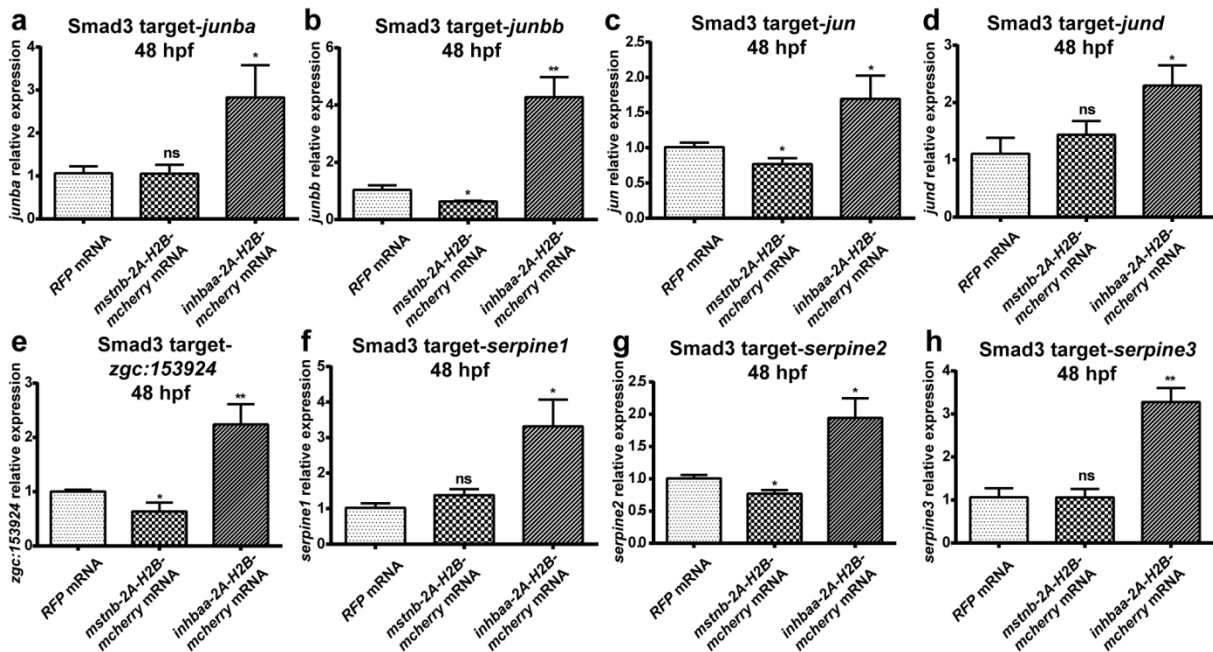 a
Smad3 target-junba
48 hpf
junba relative expression
4
3
2
1
0
ns
*
RFP mRNA
mstnb-2A-H2B-
mcherry mRNA
inhbaa-2A-H2B-
mcherry mRNA
b
Smad3 target-junbb
48 hpf
junbb relative expression
6
4
2
0
*
**
RFP mRNA
mstnb-2A-H2B-
mcherry mRNA
inhbaa-2A-H2B-
mcherry mRNA
c
Smad3 target-jun
48 hpf
jun relative expression
2.5
2.0
1.5
1.0
0.5
0.0
*
*
RFP mRNA
mstnb-2A-H2B-
mcherry mRNA
inhbaa-2A-H2B-
mcherry mRNA
d
Smad3 target-jund
48 hpf
jund relative expression
3
2
1
0
ns
*
RFP mRNA
mstnb-2A-H2B-
mcherry mRNA
inhbaa-2A-H2B-
mcherry mRNA
e
Smad3 target-
zgc:153924
48 hpf
zgc:153924 relative expression
3
2
1
0
*
**
RFP mRNA
mstnb-2A-H2B-
mcherry mRNA
inhbaa-2A-H2B-
mcherry mRNA
f
Smad3 target-serpine1
48 hpf
serpine1 relative expression
5
4
3
2
1
0
ns
*
RFP mRNA
mstnb-2A-H2B-
mcherry mRNA
inhbaa-2A-H2B-
mcherry mRNA
g
Smad3 target-serpine2
48 hpf
serpine2 relative expression
2.5
2.0
1.5
1.0
0.5
0.0
*
*
RFP mRNA
mstnb-2A-H2B-
mcherry mRNA
inhbaa-2A-H2B-
mcherry mRNA
h
Smad3 target-serpine3
48 hpf
serpine3 relative expression
4
3
2
1
0
ns
**
RFP mRNA
mstnb-2A-H2B-
mcherry mRNA
inhbaa-2A-H2B-
mcherry mRNA